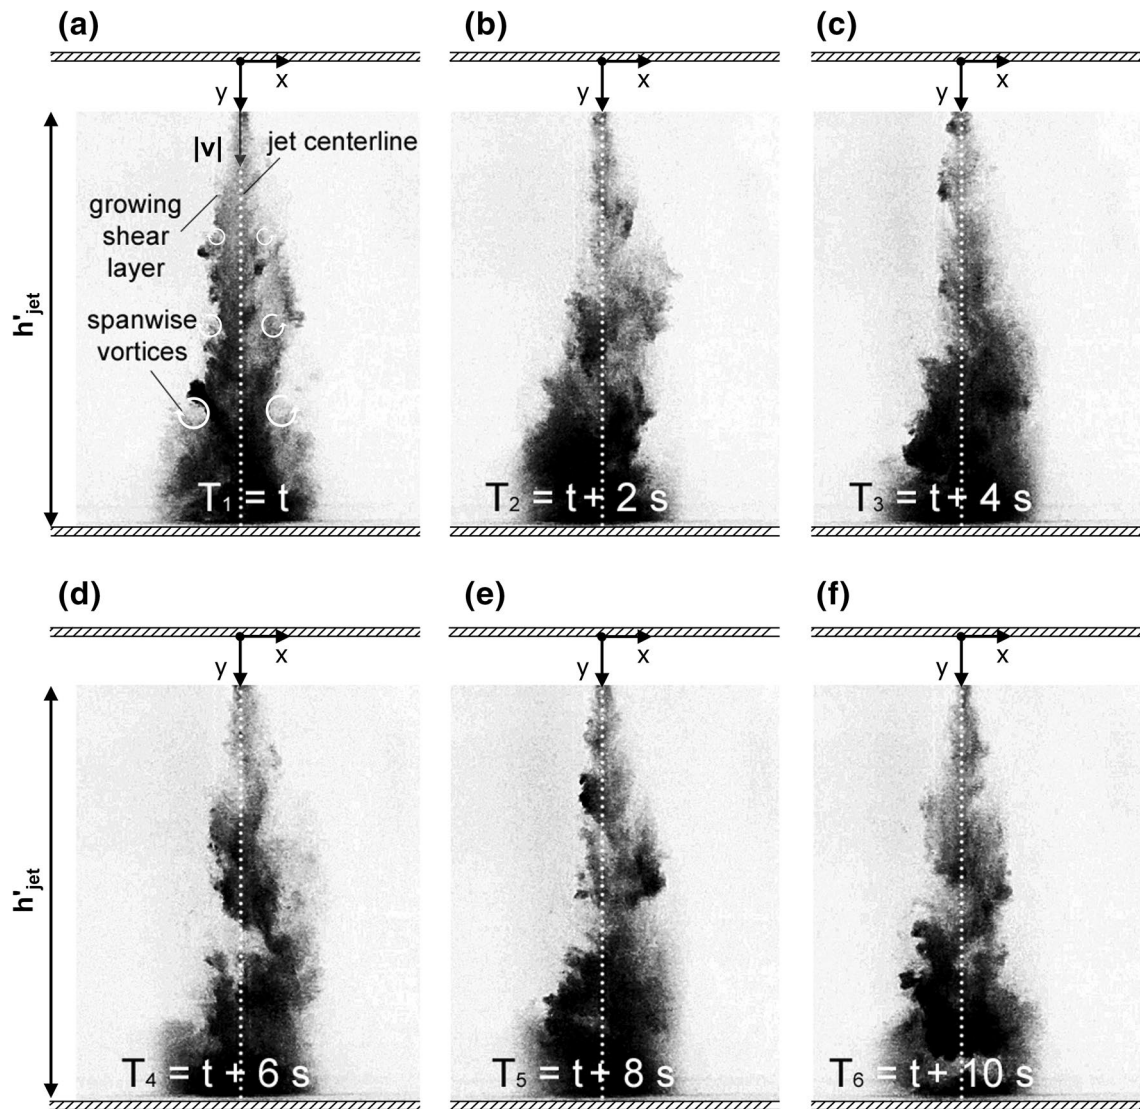 (a)
(b)
(c)
x
x
x
y
y
y
|v|
jet centerline
growing
shear
layer
h'jet
spanwise
vortices
T1 = t
T2 = t + 2 s
T3 = t + 4 s
(d)
(e)
(f)
x
x
x
y
y
y
h'jet
T4 = t + 6 s
T5 = t + 8 s
T6 = t + 10 s